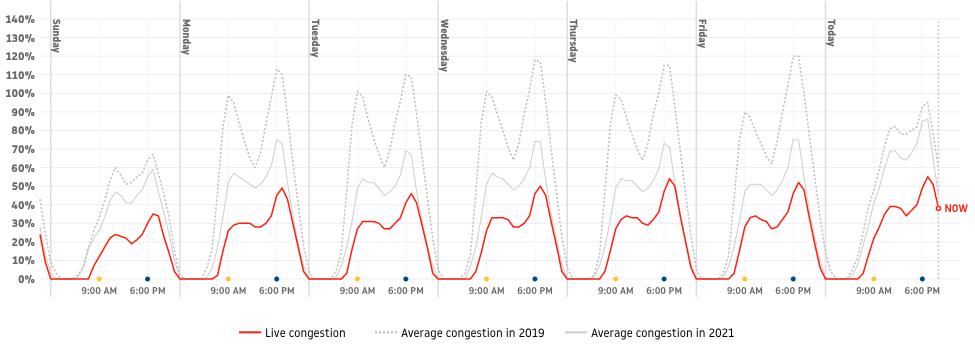 140%
130%
120%
110%
100%
90%
80%
70%
60%
50%
40%
30%
20%
10%
0%
Sunday
Monday
Tuesday
Wednesday
Thursday
Friday
Today
NOW
9:00 AM 6:00 PM 9:00 AM 6:00 PM 9:00 AM 6:00 PM 9:00 AM 6:00 PM 9:00 AM 6:00 PM 9:00 AM 6:00 PM 9:00 AM 6:00 PM
Live congestion Average congestion in 2019 Average congestion in 2021